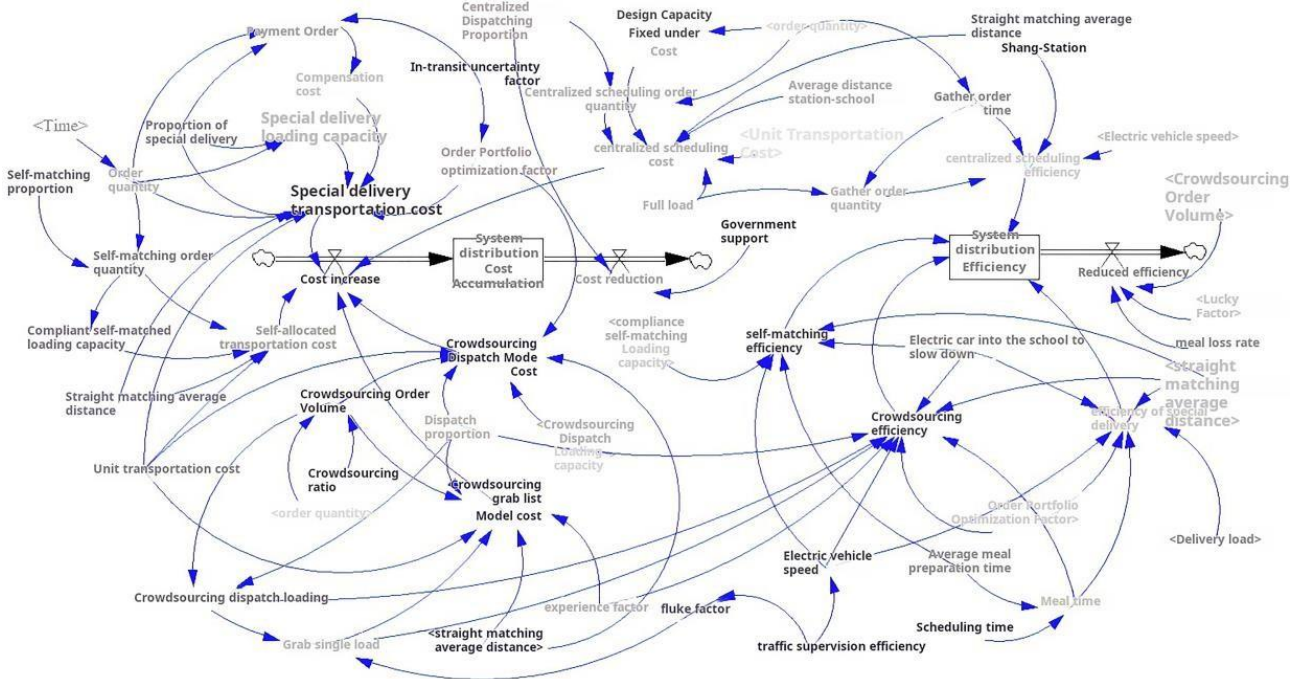 Payment Order
Centralized
Dispatching
Proportion
Design Capacity
Fixed under
Cost
<order quantity>
Straight matching average
distance
Shang-Station
In-transit uncertainty
factor
Compensation
cost
Centralized scheduling order
quantity
Average distance
station-school
Gather order
time
<Time>
Proportion of
special delivery
Special delivery
loading capacity
<Unit Transportation
Cost>
<Electric vehicle speed>
Self-matching
proportion
Order
quantity
Order Portfolio
optimization factor
centralized scheduling
cost
centralized scheduling
efficiency
Special delivery
transportation cost
Full load
Gather order
quantity
<Crowdsourcing
Order
Volume>
Government
support
Self-matching order
quantity
System
distribution
Cost
Accumulation
System
distribution
Efficiency
Cost increase
Cost reduction
Reduced efficiency
<Lucky
Factor>
Compliant self-matched
loading capacity
Self-allocated
transportation cost
<compliance
self-matching
Loading
capacity>
self-matching
efficiency
Electric car into the school to
slow down
meal loss rate
Crowdsourcing
Dispatch Mode
Cost
<straight
matching
average
distance>
Straight matching average
distance
Crowdsourcing Order
Volume
Dispatch
proportion
<Crowdsourcing
Dispatch
Loading
capacity
Crowdsourcing
efficiency
efficiency of special
delivery
Unit transportation cost
Crowdsourcing
ratio
<order quantity>
Crowdsourcing
grab list
Model cost
Order Portfolio
Optimization Factor>
<Delivery load>
Electric vehicle
speed
Average meal
preparation time
Crowdsourcing dispatch loading
experience factor
fluke factor
Meal time
Scheduling time
Grab single load
<straight matching
average distance>
traffic supervision efficiency